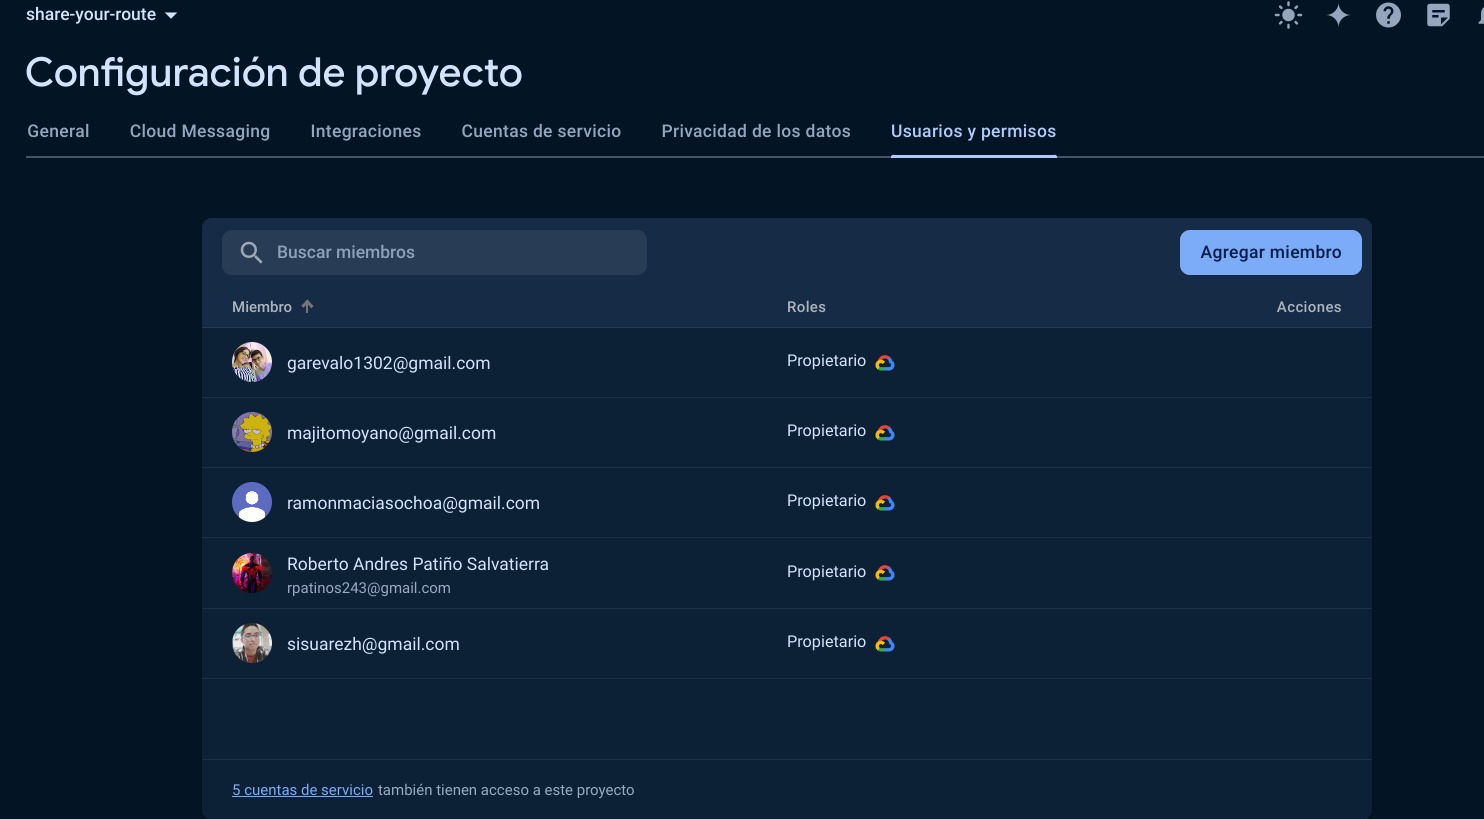 share-your-route
Configuración de proyecto
General Cloud Messaging Integraciones Cuentas de servicio Privacidad de los datos Usuarios y permisos
Buscar miembros Agregar miembro
Miembro Roles Acciones
garevalo1302@gmail.com Propietario
majitomoyano@gmail.com Propietario
ramonmaciasochoa@gmail.com Propietario
Roberto Andres Patiño Salvatierra Propietario
rpatinos243@gmail.com
sisuarezh@gmail.com Propietario
5 cuentas de servicio también tienen acceso a este proyecto